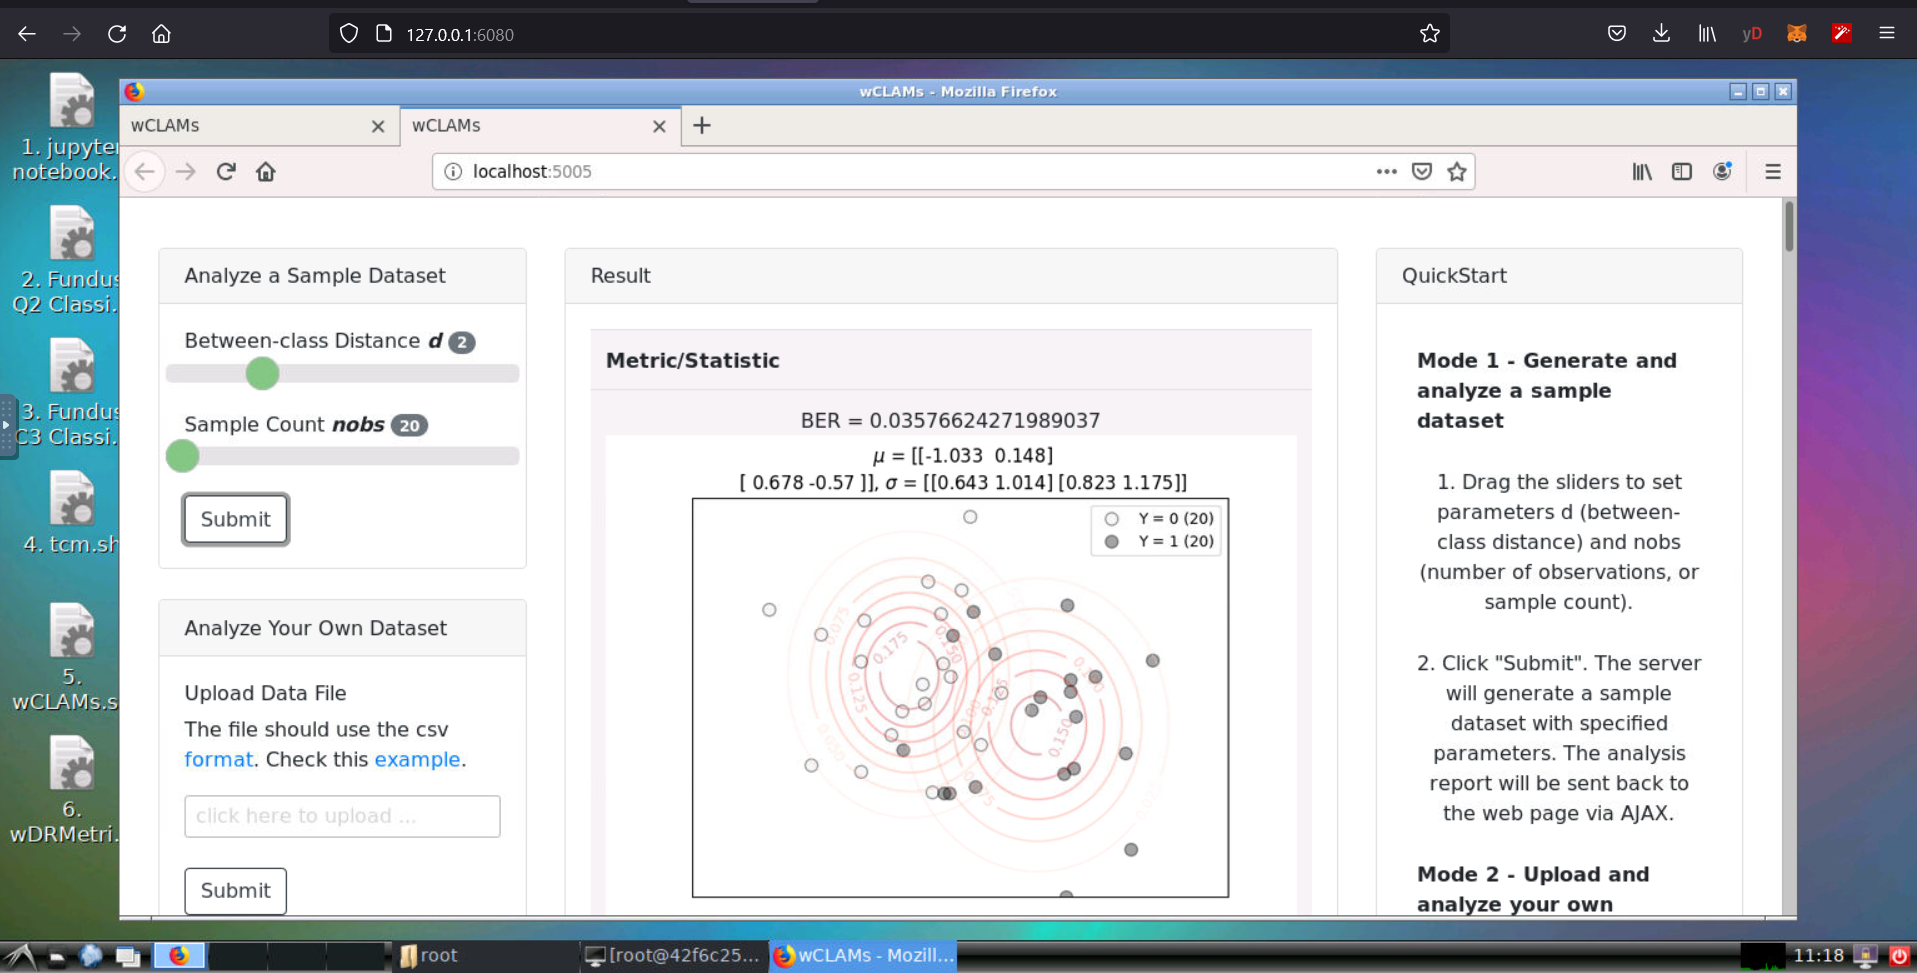 127.0.0.1:6080
yD
wCLAMs - Mozilla Firefox
wCLAMs
wCLAMs
localhost:5005
1. jupyter
notebook.
2. Fundus
Q2 Classi.
3. Fundus
C3 Classi.
4. tcm.sh
5.
wCLAMs.s
6.
wDRMetri.
Analyze a Sample Dataset
Between-class Distance d 2
Sample Count nobs 20
Submit
Analyze Your Own Dataset
Upload Data File
The file should use the csv
format. Check this example.
click here to upload ...
Submit
Result
Metric/Statistic
BER = 0.03576624271989037
μ = [[-1.033 0.148]
[ 0.678 -0.57 ]], σ = [[0.643 1.014] [0.823 1.175]]
Y = 0 (20)
Y = 1 (20)
0.075
0.175
0.150
0.125
0.050
0.150
QuickStart
Mode 1 - Generate and
analyze a sample
dataset
1. Drag the sliders to set
parameters d (between-
class distance) and nobs
(number of observations, or
sample count).
2. Click "Submit". The server
will generate a sample
dataset with specified
parameters. The analysis
report will be sent back to
the web page via AJAX.
Mode 2 - Upload and
analyze your own
root
[root@42f6c25...
wCLAMs - Mozill...
11:18